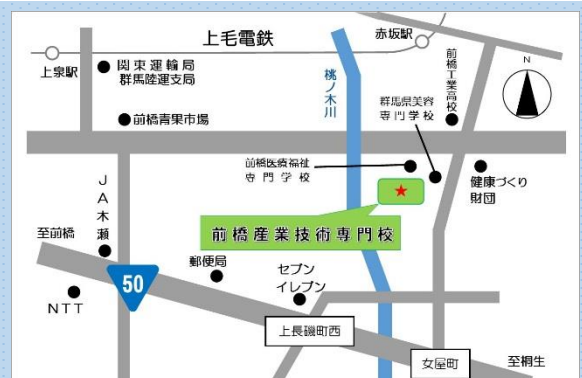 上毛電鉄
赤坂駅
上泉駅
関東運輸局
群馬陸運支局
前橋青果市場
桃ノ木川
前橋工業高校
N
群馬県美容
専門学校
前橋医療福祉
専門学校
健康づくり
財団
JA木瀬
至前橋
前橋産業技術専門校
郵便局
50
セブン
イレブン
NTT
上長磯町西
女屋町
至桐生